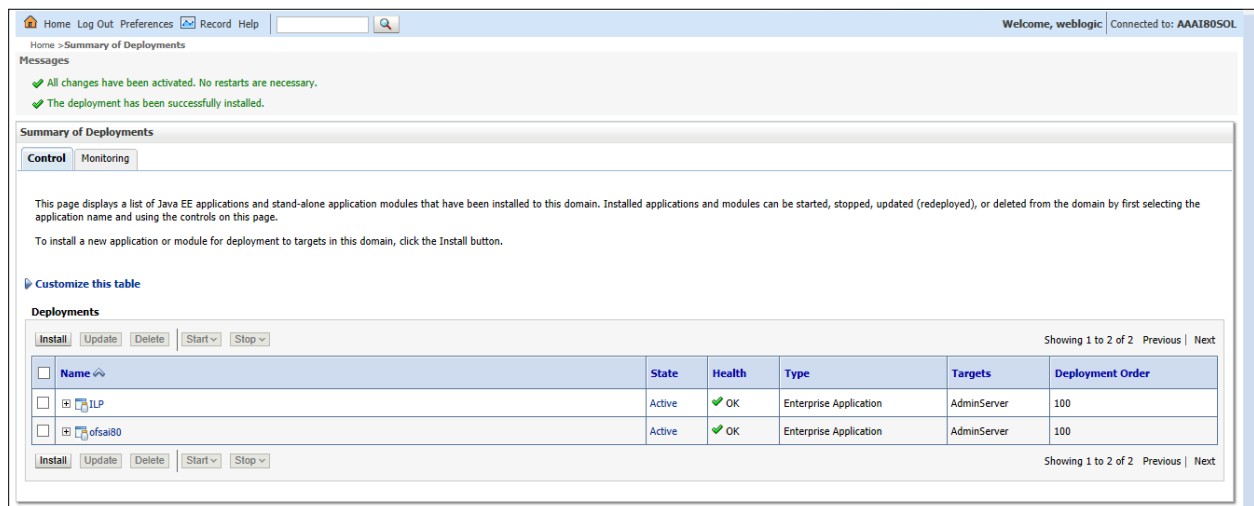 Home Log Out Preferences Record Help Welcome, weblogic Connected to: AAAI80SOL
Home >Summary of Deployments
Messages
All changes have been activated. No restarts are necessary.
The deployment has been successfully installed.
Summary of Deployments
Control Monitoring
This page displays a list of Java EE applications and stand-alone application modules that have been installed to this domain. Installed applications and modules can be started, stopped, updated (redeployed), or deleted from the domain by first selecting the
application name and using the controls on this page.
To install a new application or module for deployment to targets in this domain, click the Install button.
Customize this table
Deployments
Install Update Delete Start Stop Showing 1 to 2 of 2 Previous | Next
Name State Health Type Targets Deployment Order
ILP Active OK Enterprise Application AdminServer 100
ofsai80 Active OK Enterprise Application AdminServer 100
Install Update Delete Start Stop Showing 1 to 2 of 2 Previous | Next